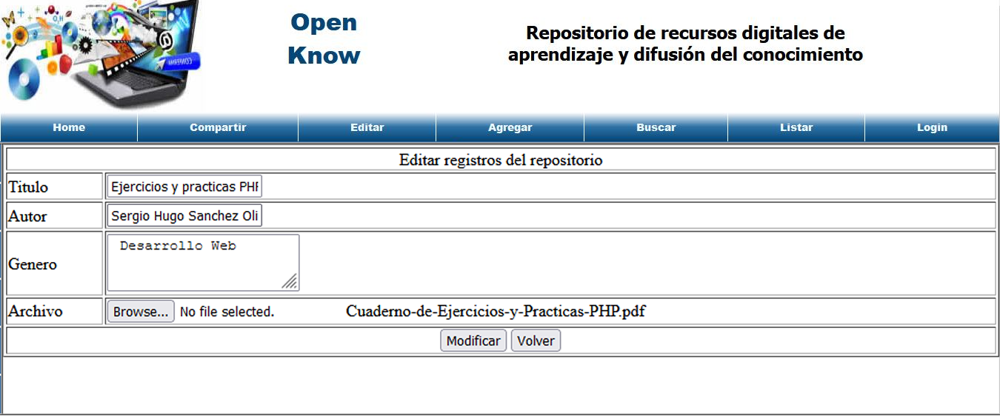 Open
Know
Repositorio de recursos digitales de
aprendizaje y difusión del conocimiento
Home Compartir Editar Agregar Buscar Listar Login
Editar registros del repositorio
Titulo Ejercicios y practicas PHP
Autor Sergio Hugo Sanchez Oli
Genero Desarrollo Web
Archivo Browse... No file selected. Cuaderno-de-Ejercicios-y-Practicas-PHP.pdf
Modificar Volver